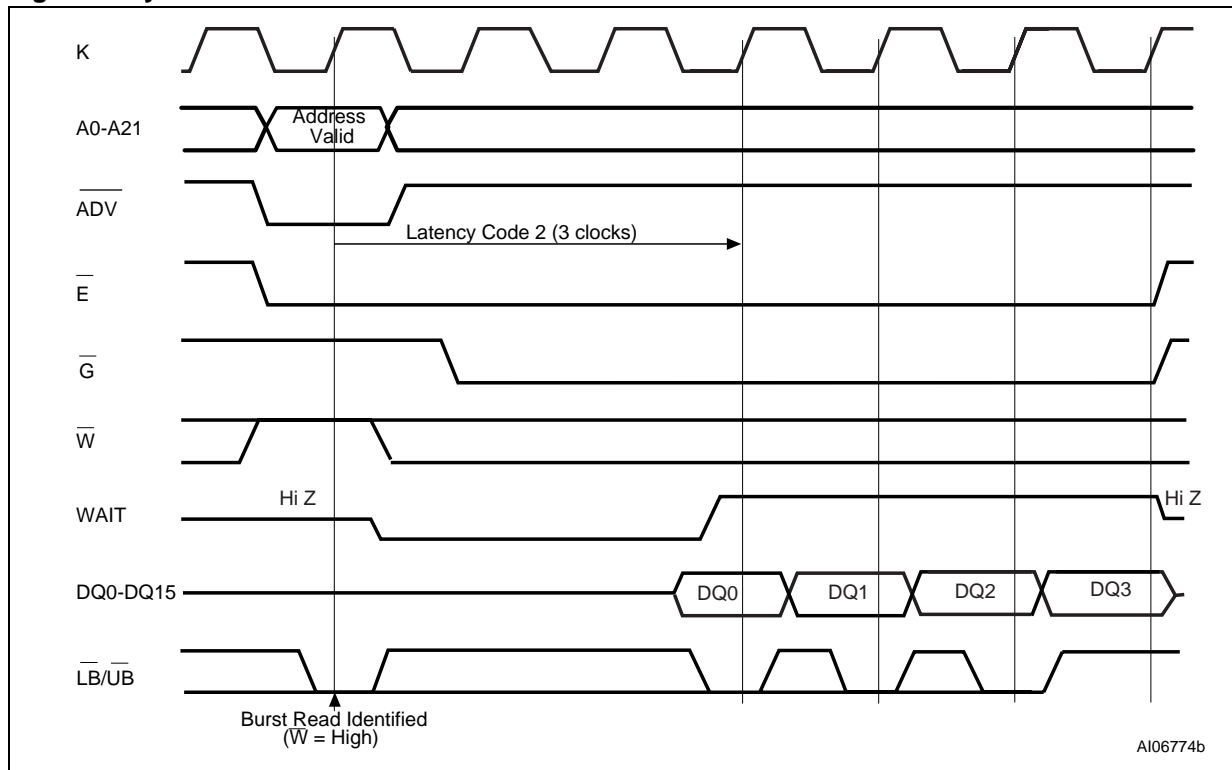 K
A0-A21
Address
Valid
ADV
Latency Code 2 (3 clocks)
E
G
W
Hi Z
WAIT
Hi Z
DQ0-DQ15
DQ0
DQ1
DQ2
DQ3
LB/UB
Burst Read Identified
(W = High)
AI06774b